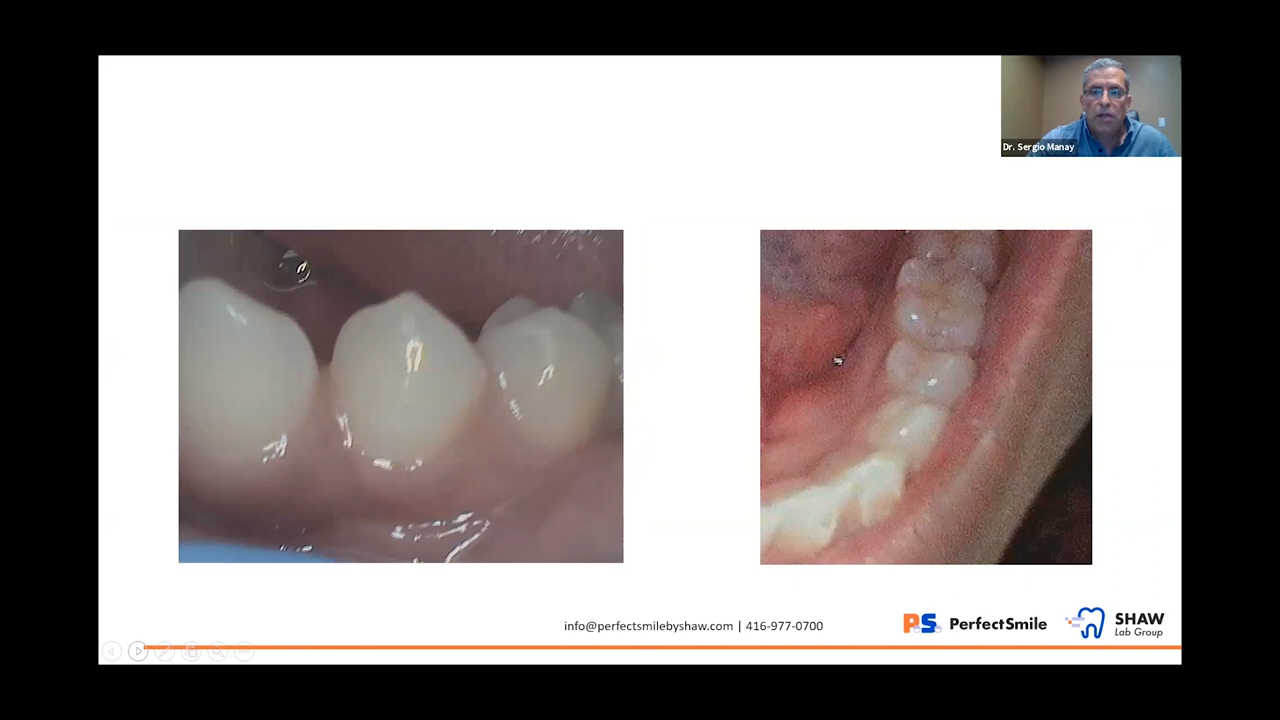 Dr. Sergio Manay
info@perfectsmilebyshaw.com | 416-977-0700
PS PerfectSmile
SHAW
Lab Group